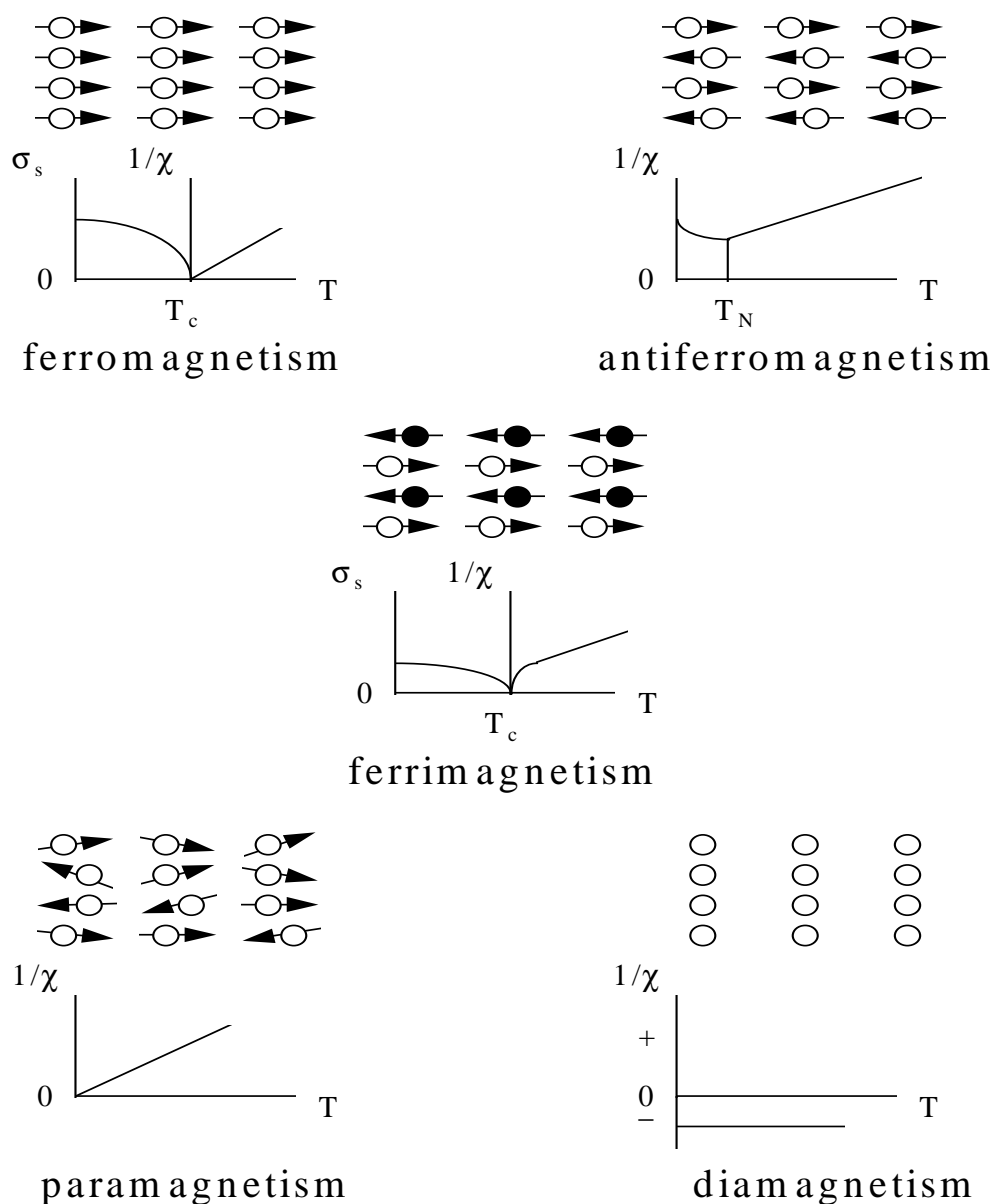 σs 1/χ
0
T
Tc
ferromagnetism
1/χ
0
T
TN
antiferromagnetism
σs 1/χ
0
T
Tc
ferrimagnetism
1/χ
0
T
paramagnetism
1/χ
+
0
T
−
diamagnetism